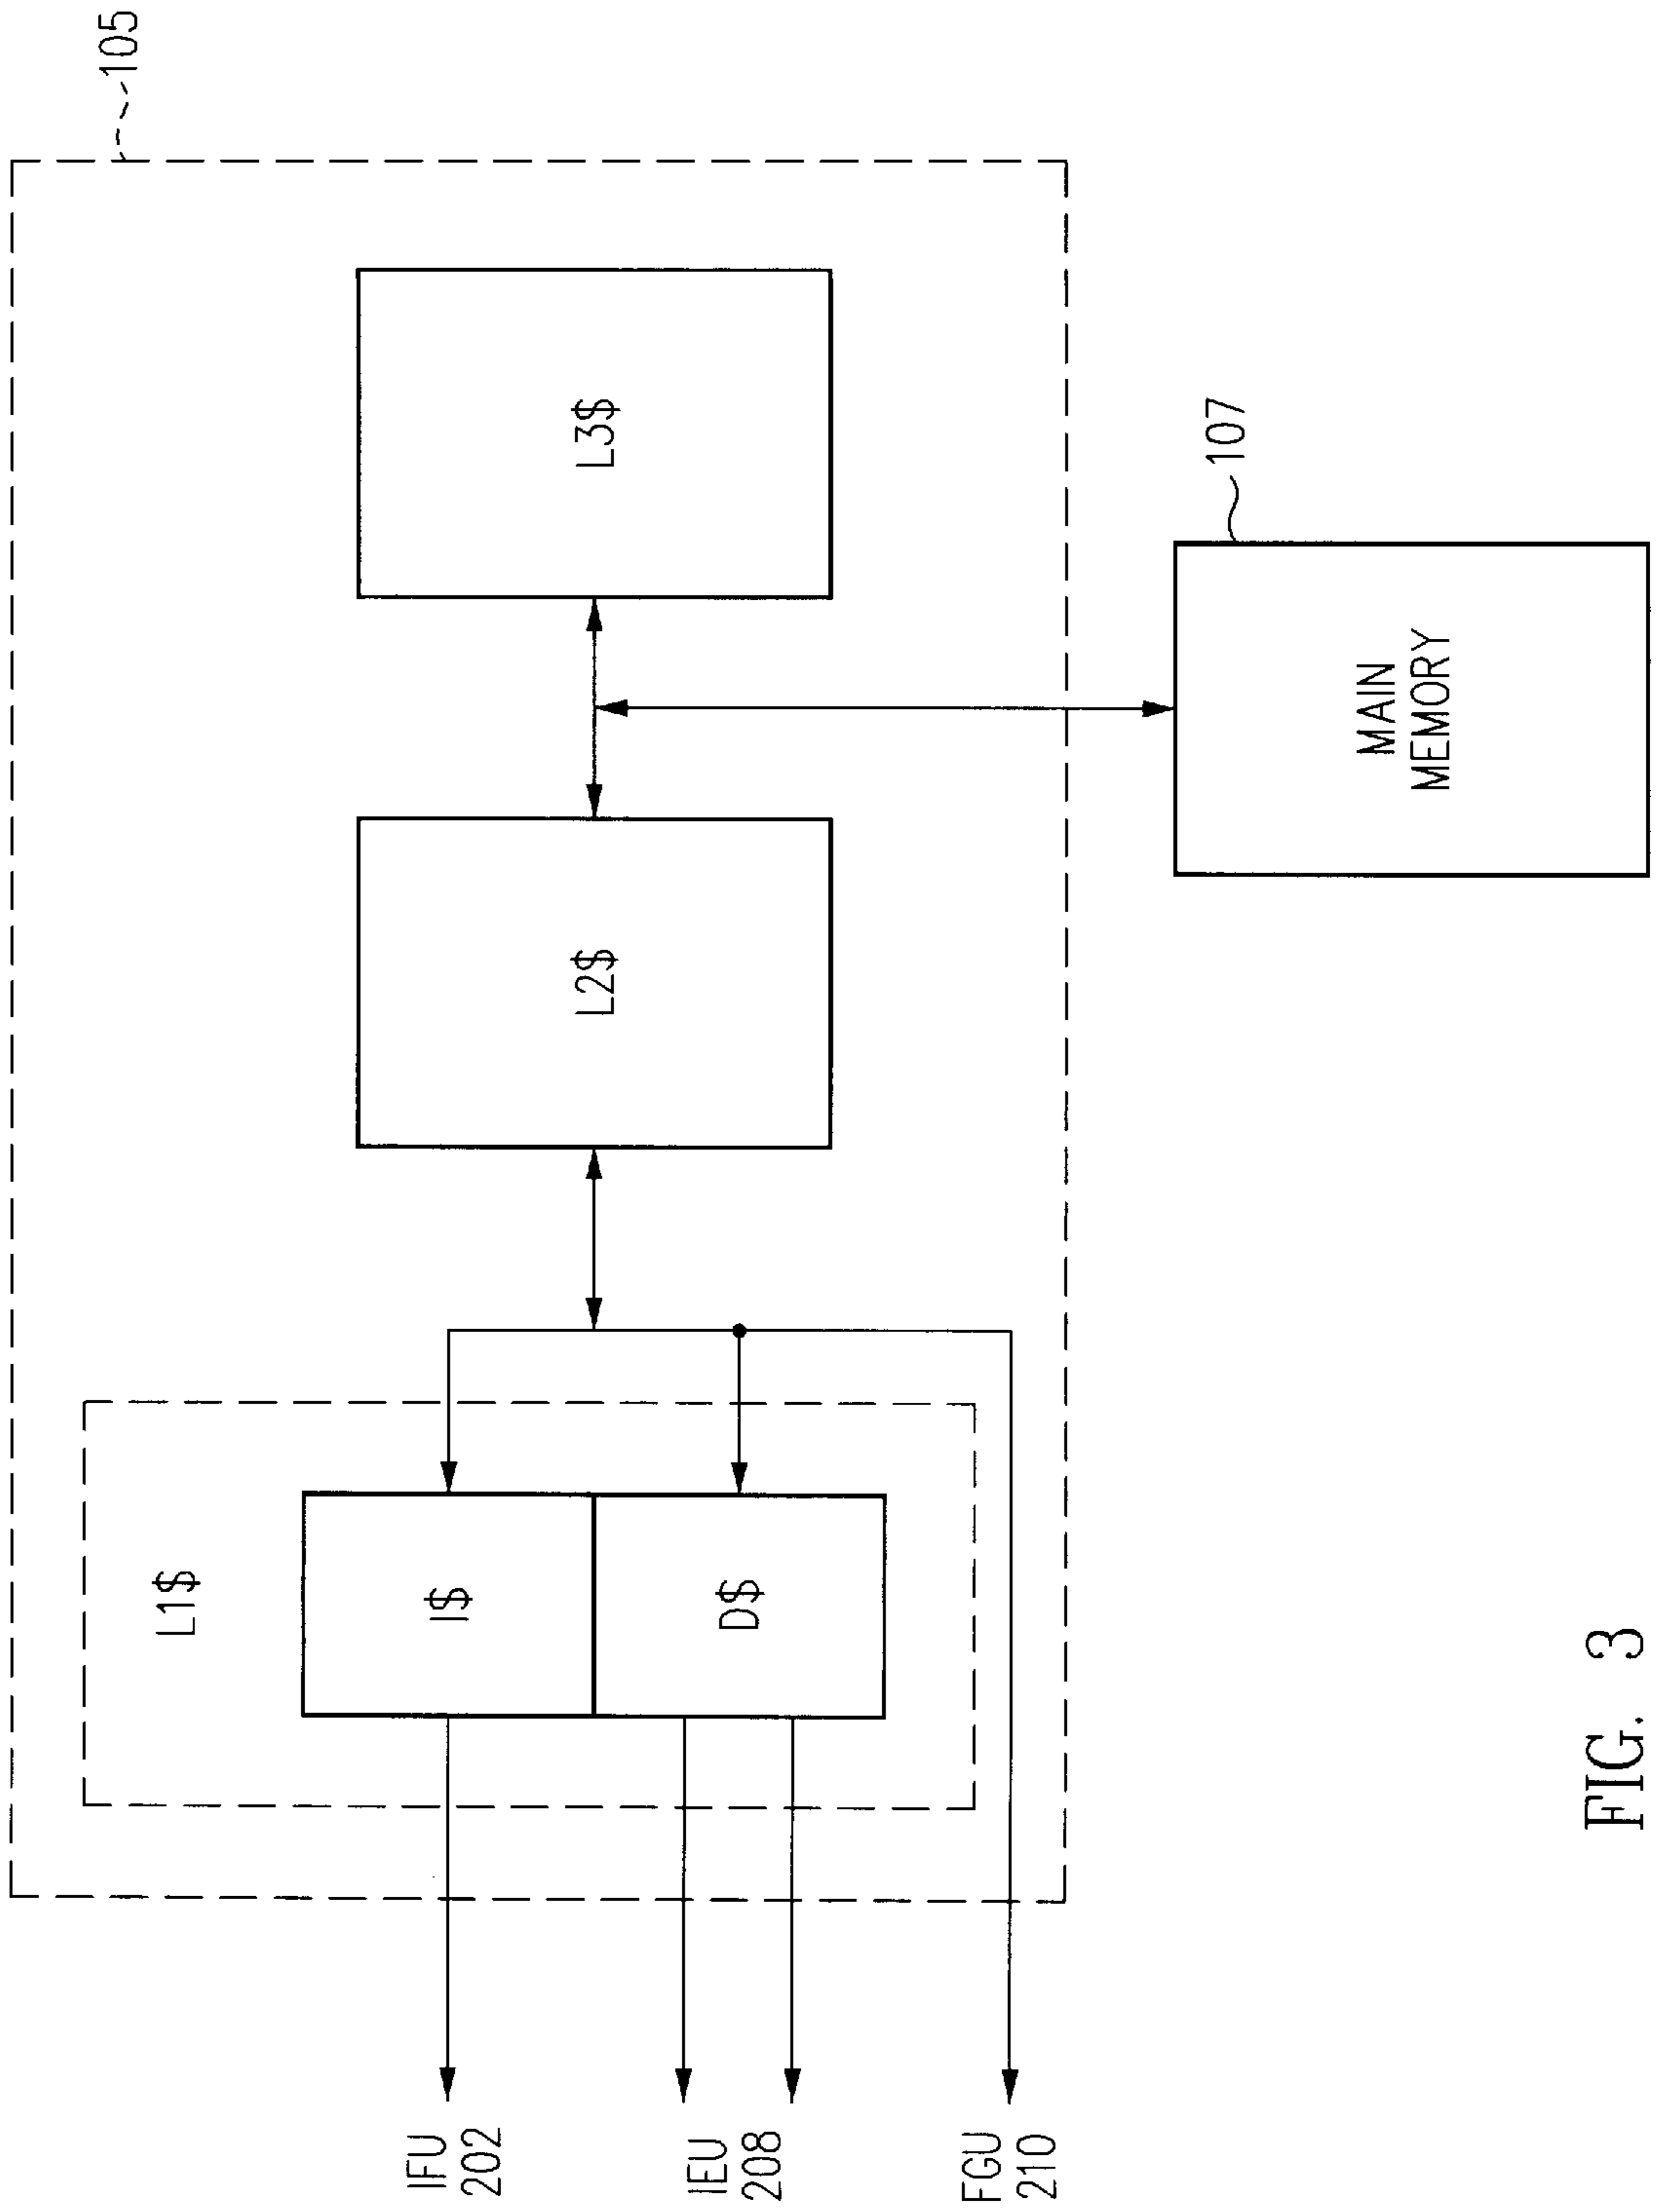 105
L1$
I$
D$
L2$
L3$
IFU
202
IEU
208
FGU
210
MAIN
MEMORY
107
FIG. 3